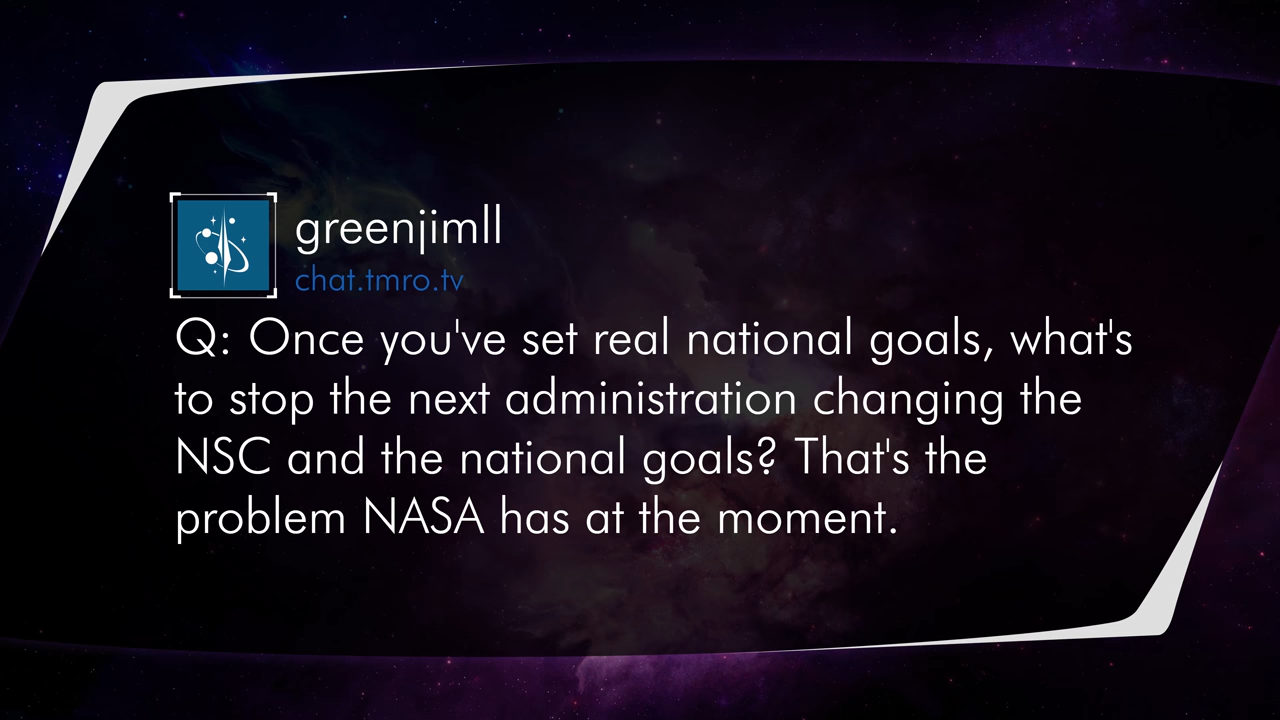 greenjimll
chat.tmro.tv
Q: Once you've set real national goals, what's
to stop the next administration changing the
NSC and the national goals? That's the
problem NASA has at the moment.